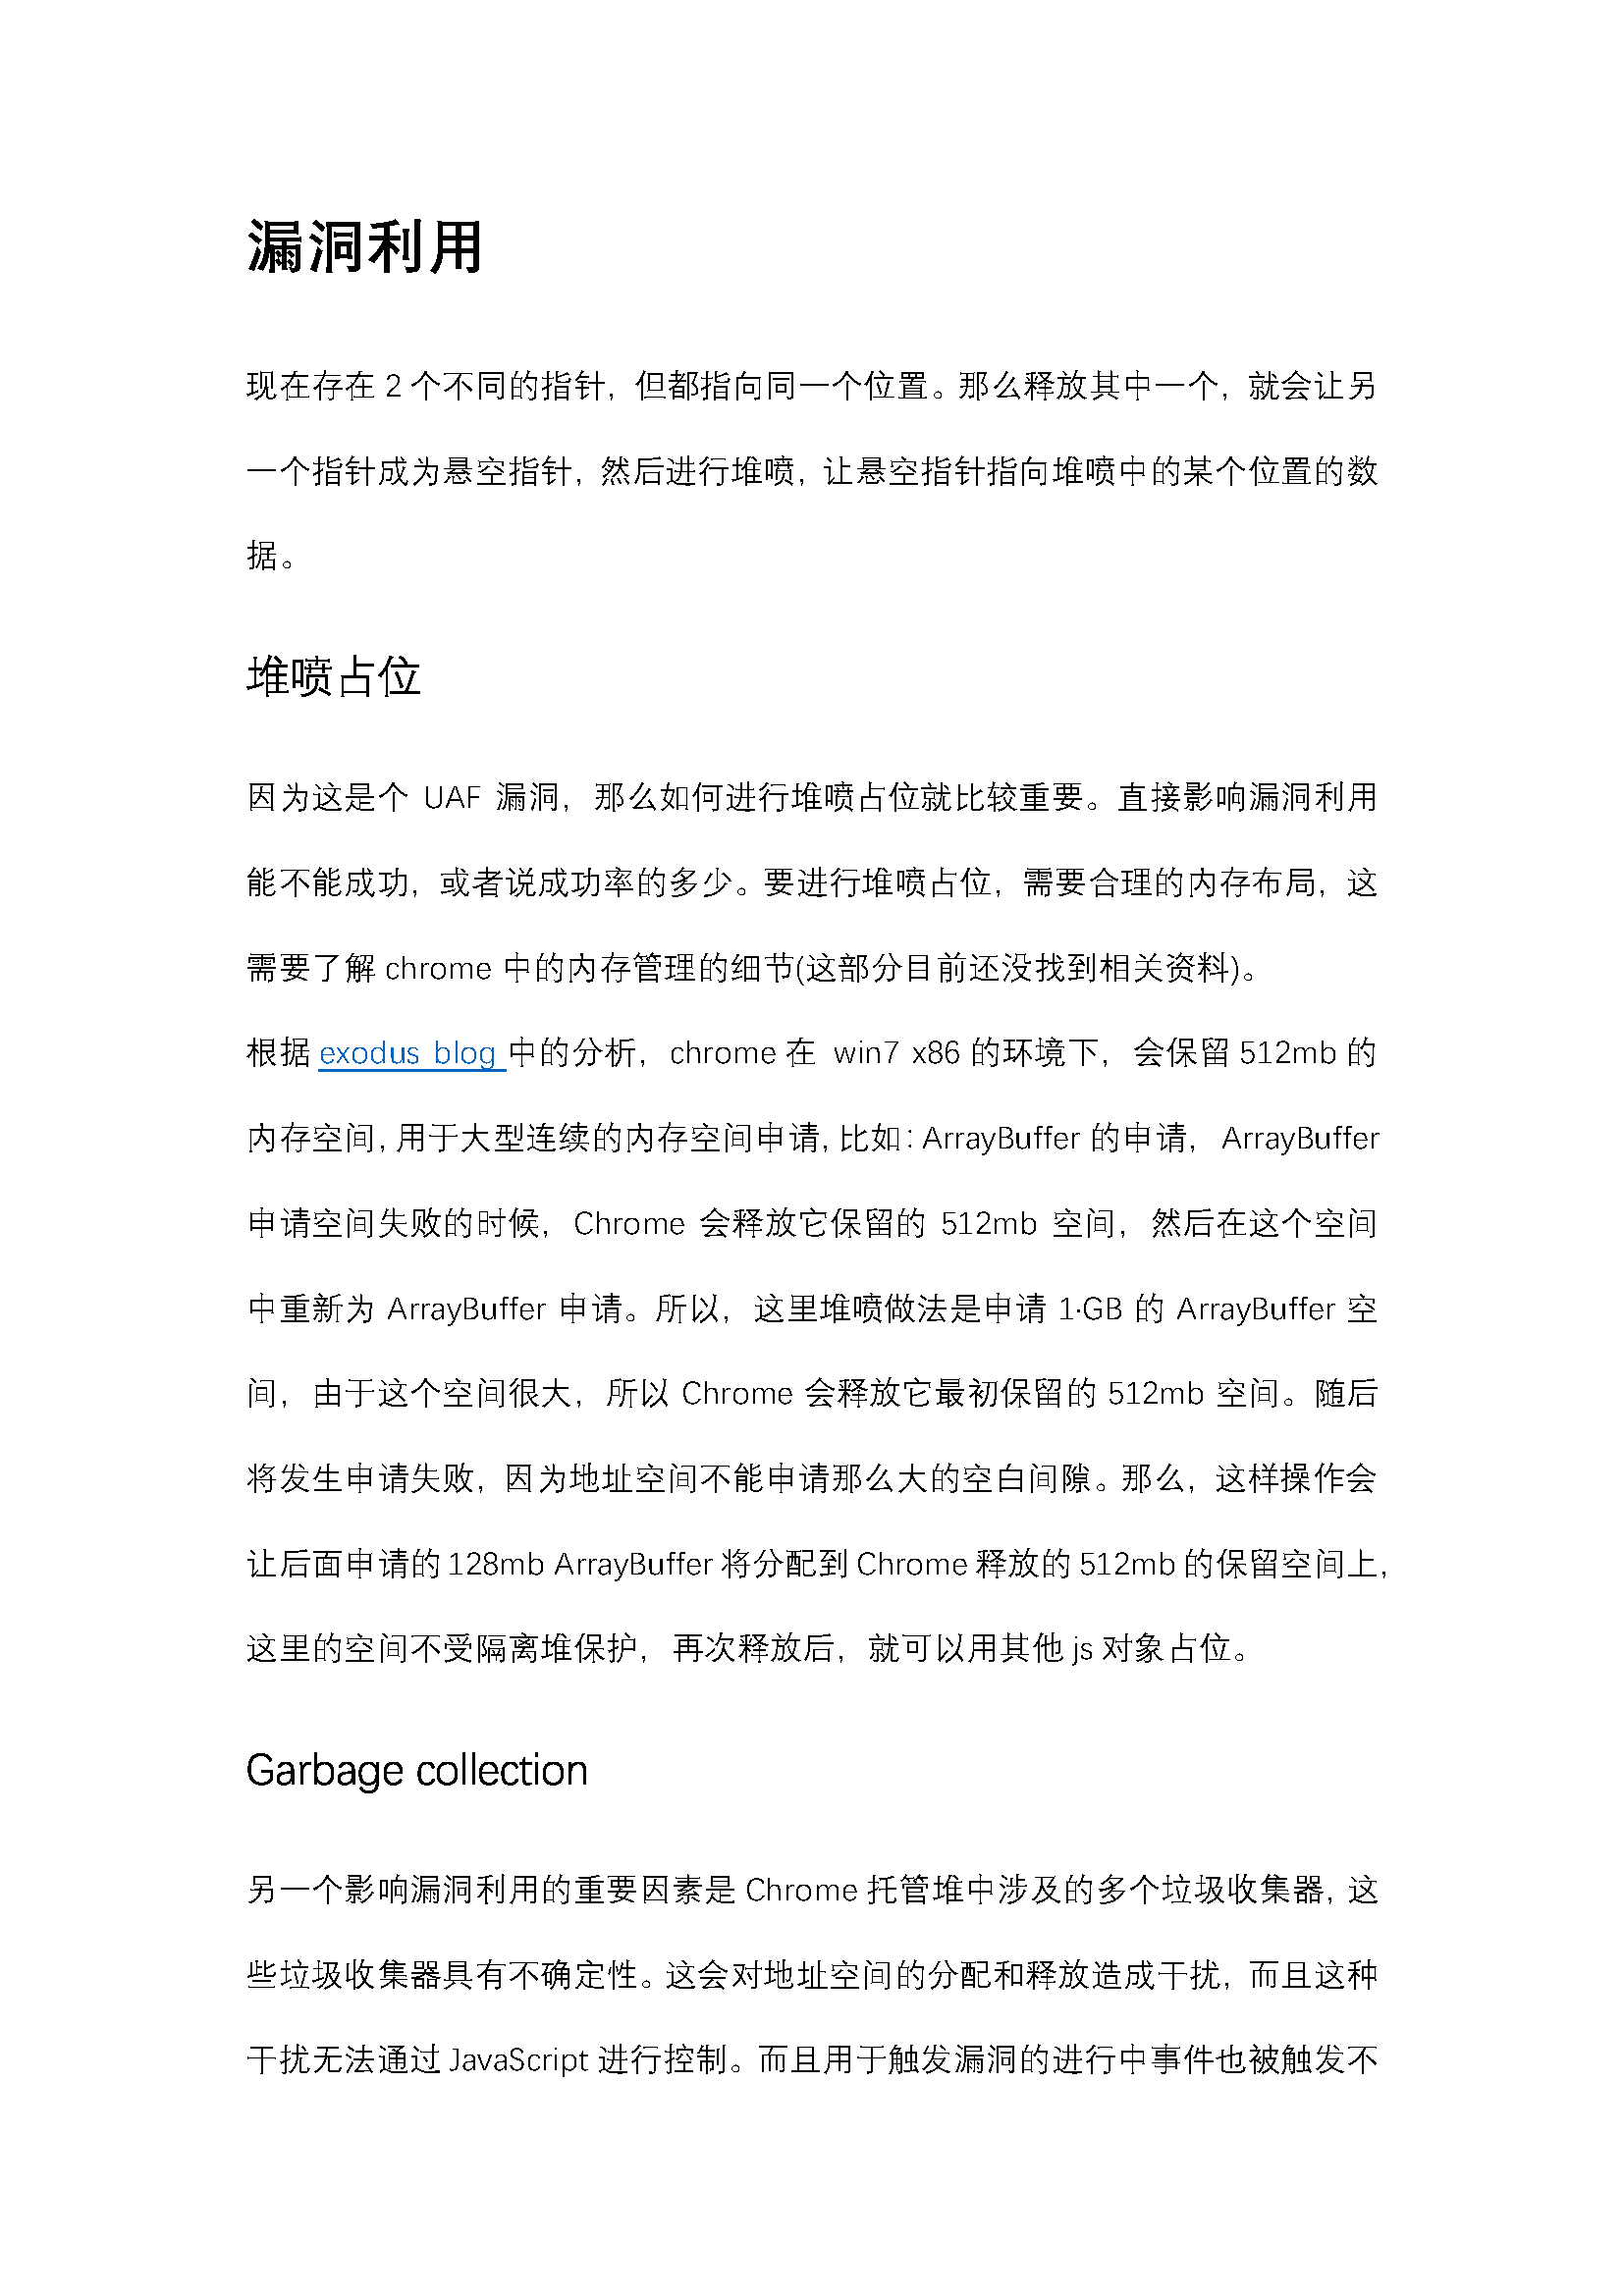 漏洞利用
现在存在 2 个不同的指针，但都指向同一个位置。那么释放其中一个，就会让另
一个指针成为悬空指针，然后进行堆喷，让悬空指针指向堆喷中的某个位置的数
据。
堆喷占位
因为这是个 UAF 漏洞，那么如何进行堆喷占位就比较重要。直接影响漏洞利用
能不能成功，或者说成功率的多少。要进行堆喷占位，需要合理的内存布局，这
需要了解 chrome 中的内存管理的细节(这部分目前还没找到相关资料)。
根据 exodus blog 中的分析，chrome 在 win7 x86 的环境下，会保留 512mb 的
内存空间，用于大型连续的内存空间申请，比如：ArrayBuffer 的申请，ArrayBuffer
申请空间失败的时候，Chrome 会释放它保留的 512mb 空间，然后在这个空间
中重新为 ArrayBuffer 申请。所以，这里堆喷做法是申请 1·GB 的 ArrayBuffer 空
间，由于这个空间很大，所以 Chrome 会释放它最初保留的 512mb 空间。随后
将发生申请失败，因为地址空间不能申请那么大的空白间隙。那么，这样操作会
让后面申请的 128mb ArrayBuffer 将分配到 Chrome 释放的 512mb 的保留空间上，
这里的空间不受隔离堆保护，再次释放后，就可以用其他 js 对象占位。
Garbage collection
另一个影响漏洞利用的重要因素是 Chrome 托管堆中涉及的多个垃圾收集器，这
些垃圾收集器具有不确定性。这会对地址空间的分配和释放造成干扰，而且这种
干扰无法通过 JavaScript 进行控制。而且用于触发漏洞的进行中事件也被触发不